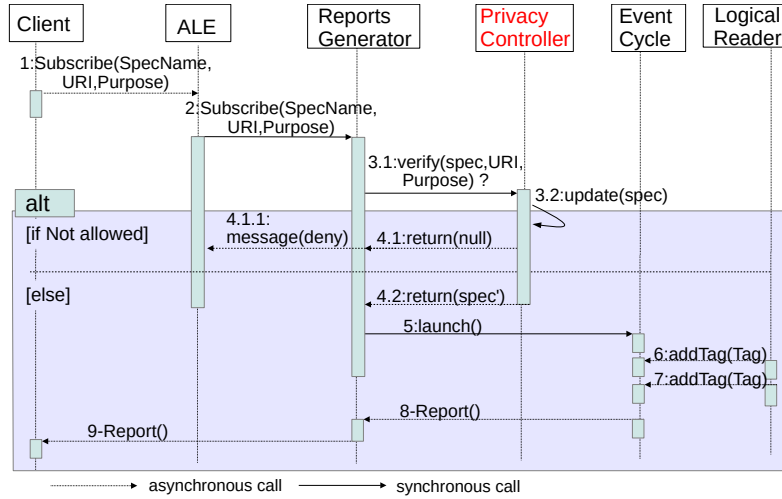 Client
ALE
Reports
Generator
Privacy
Controller
Event
Cycle
Logical
Reader
1:Subscribe(SpecName,
URI,Purpose)
2:Subscribe(SpecName,
URI,Purpose)
3.1:verify(spec,URI,
Purpose) ?
3.2:update(spec)
alt
[if Not allowed]
4.1.1:
message(deny)
4.1:return(null)
[else]
4.2:return(spec')
5:launch()
6:addTag(Tag)
7:addTag(Tag)
8-Report()
9-Report()
asynchronous call
synchronous call